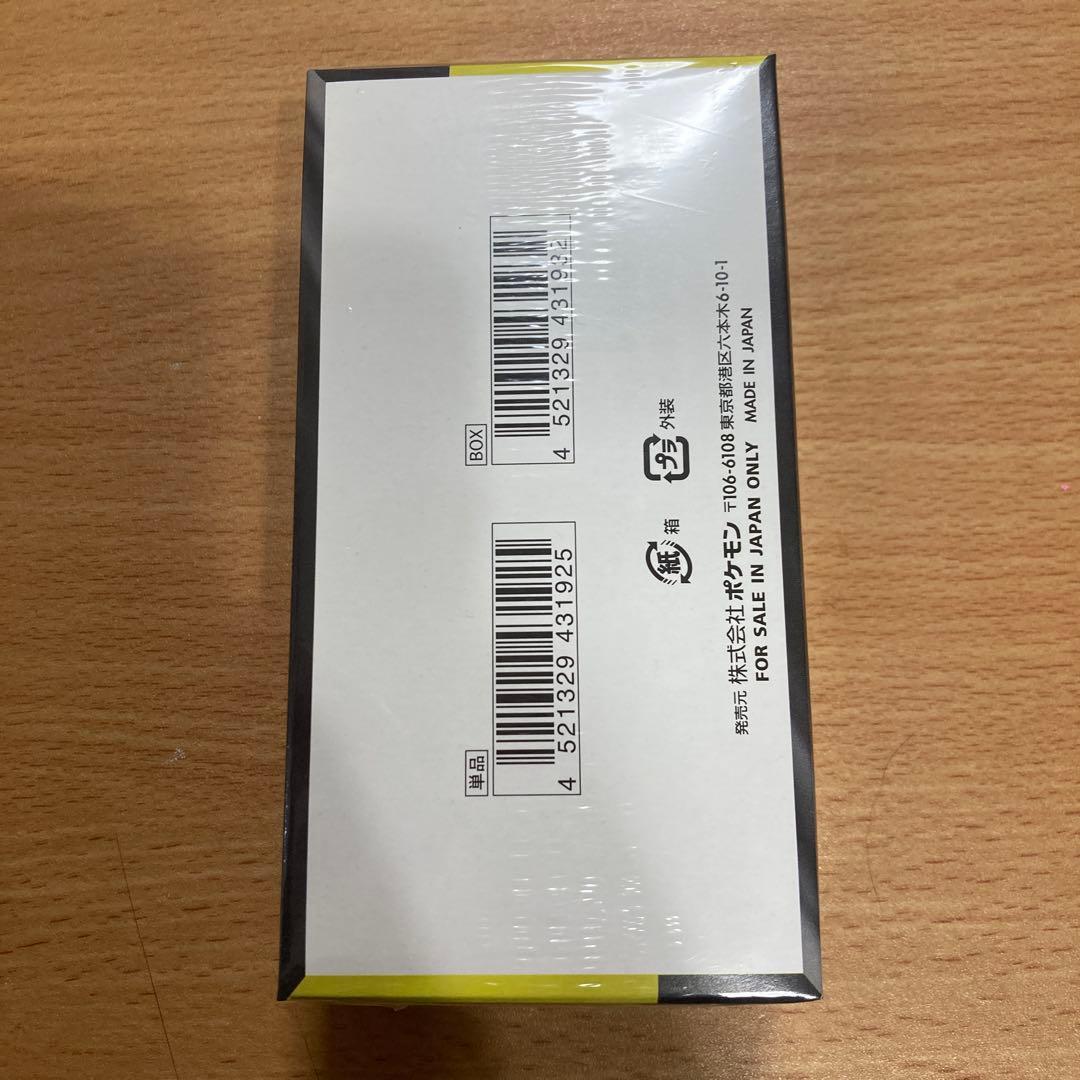 単品
4 521329 431925
BOX
4 521329 431932
紙 箱
プラ 外装
発売元 株式会社 ポケモン 〒106-6108 東京都港区六本木6-10-1
FOR SALE IN JAPAN ONLY MADE IN JAPAN